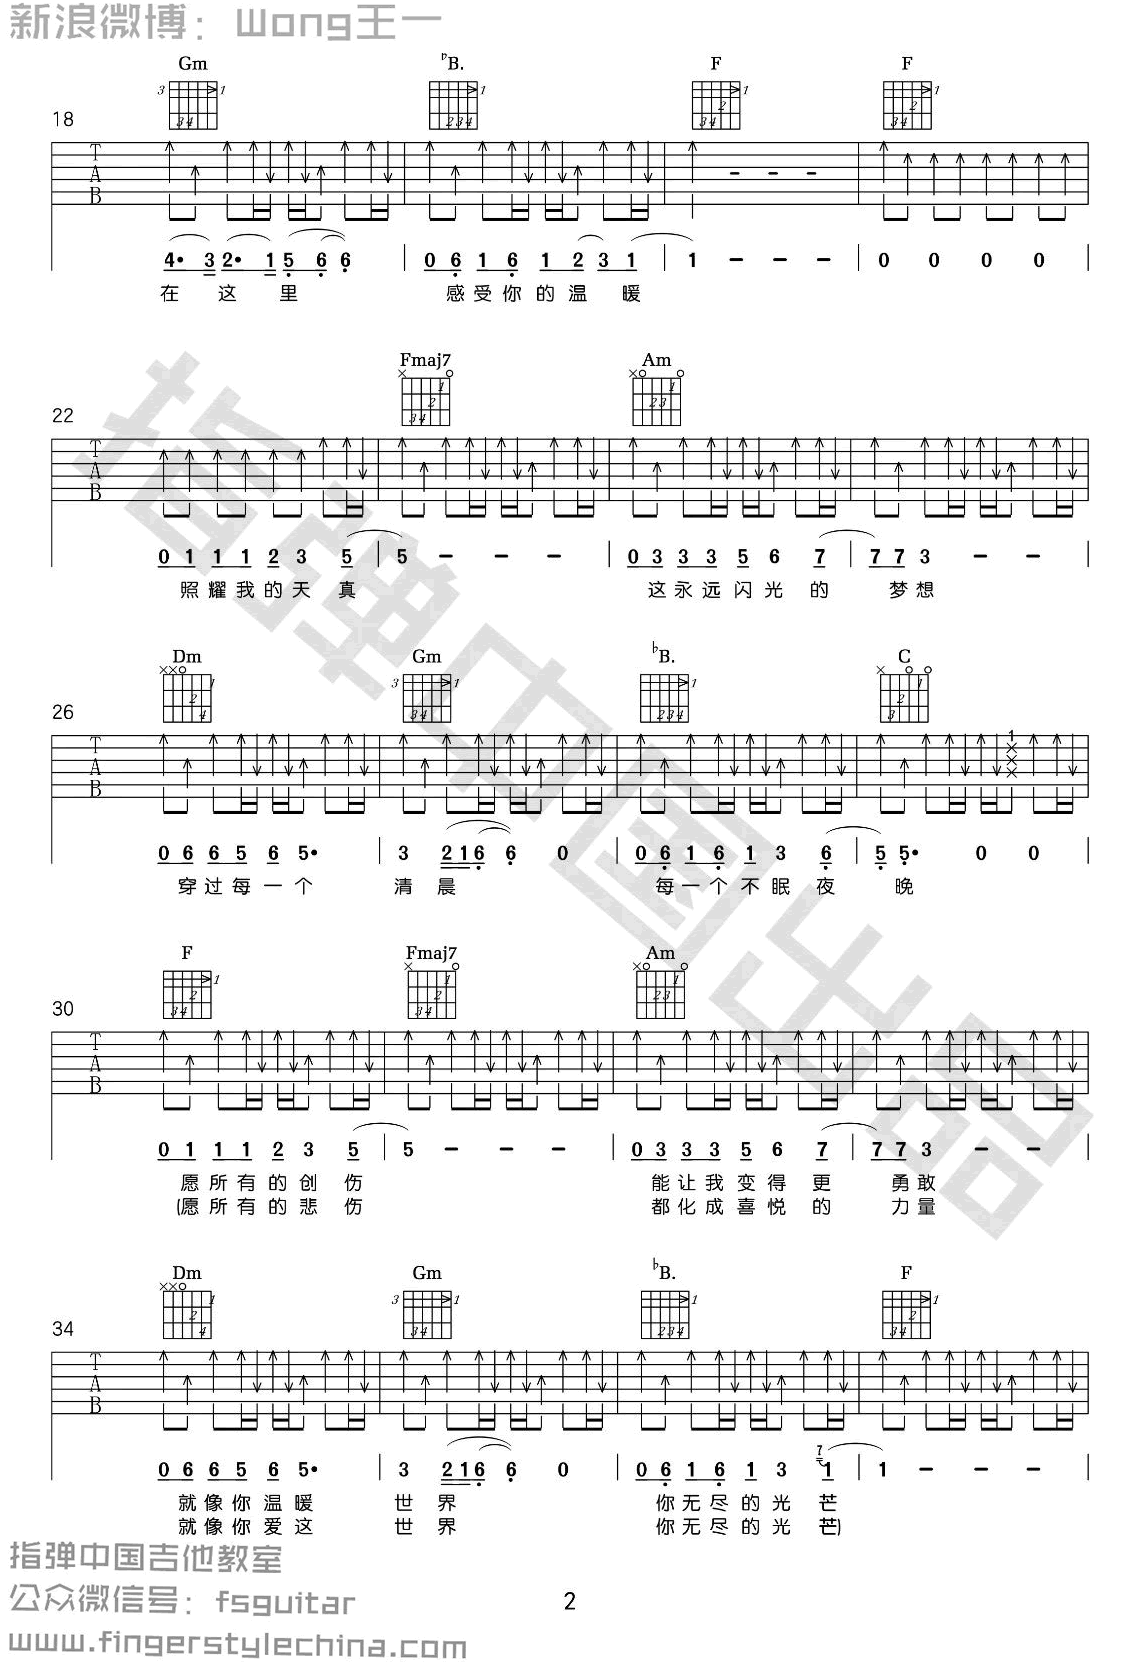 新浪微博：Wong王一
Gm ♭B. F F
18
4· 3 2· 1 5 6 6 | 0 6 1 6 1 2 3 1 | 1 – – – | 0 0 0 0 |
在 这 里 感 受 你 的 温 暖
Fmaj7 Am
22
0 1 1 1 2 3 5 | 5 – – – | 0 3 3 3 5 6 7 | 7 7 3 – – |
照 耀 我 的 天 真 这 永 远 闪 光 的 梦 想
Dm Gm ♭B. C
26
0 6 6 5 6 5· | 3 2 1 6 6 0 | 0 6 1 6 1 3 6 | 5 5· 0 0 |
穿 过 每 一 个 清 晨 每 一 个 不 眠 夜 晚
F Fmaj7 Am
30
0 1 1 1 2 3 5 | 5 – – – | 0 3 3 3 5 6 7 | 7 7 3 – – |
愿 所 有 的 创 伤 能 让 我 变 得 更 勇 敢
(愿 所 有 的 悲 伤 都 化 成 喜 悦 的 力 量
Dm Gm ♭B. F
34
0 6 6 5 6 5· | 3 2 1 6 6 0 | 0 6 1 6 1 3 7 1 | 1 – – – |
就 像 你 温 暖 世 界 你 无 尽 的 光 芒
就 像 你 爱 这 世 界 你 无 尽 的 光 芒)
指弹中国出品
指弹中国吉他教室
公众微信号：fsguitar
2
www.fingerstylechina.com